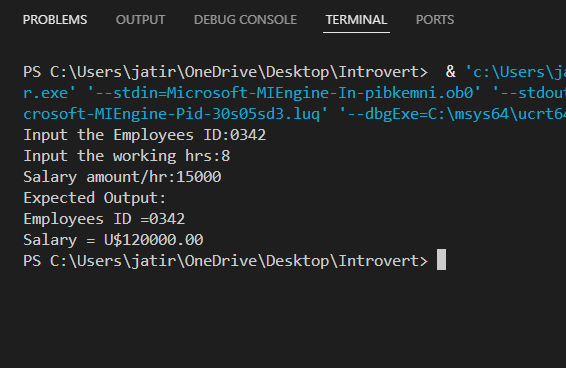 PROBLEMS OUTPUT DEBUG CONSOLE TERMINAL PORTS
PS C:\Users\jatir\OneDrive\Desktop\Introvert> & 'c:\Users\ja
r.exe' '--stdin=Microsoft-MIEngine-In-pibkemni.ob0' '--stdout
crosoft-MIEngine-Pid-30s05sd3.luq' '--dbgExe=C:\msys64\ucrt64
Input the Employees ID:0342
Input the working hrs:8
Salary amount/hr:15000
Expected Output:
Employees ID =0342
Salary = U$120000.00
PS C:\Users\jatir\OneDrive\Desktop\Introvert>